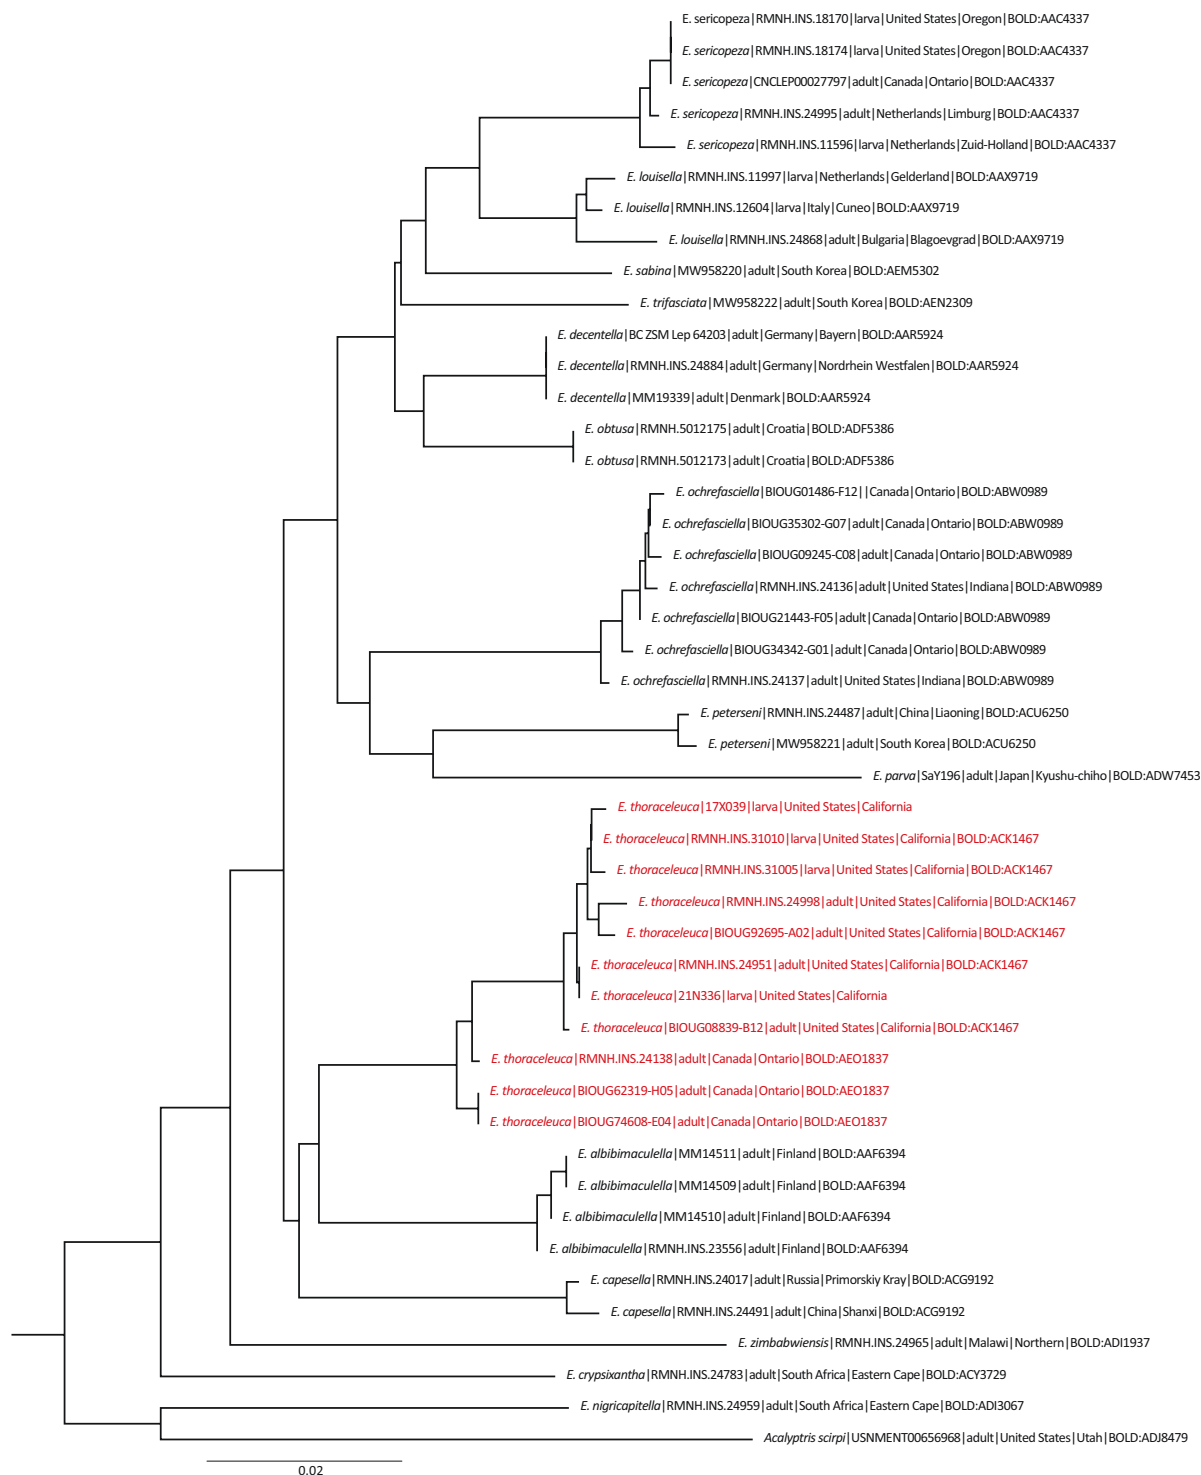 E. sericopeza|RMNH.INS.18170|larva|United States|Oregon|BOLD:AAC4337
E. sericopeza|RMNH.INS.18174|larva|United States|Oregon|BOLD:AAC4337
E. sericopeza|CNCLEP00027797|adult|Canada|Ontario|BOLD:AAC4337
E. sericopeza|RMNH.INS.24995|adult|Netherlands|Limburg|BOLD:AAC4337
E. sericopeza|RMNH.INS.11596|larva|Netherlands|Zuid-Holland|BOLD:AAC4337
E. louisella|RMNH.INS.11997|larva|Netherlands|Gelderland|BOLD:AAX9719
E. louisella|RMNH.INS.12604|larva|Italy|Cuneo|BOLD:AAX9719
E. louisella|RMNH.INS.24868|adult|Bulgaria|Blagoevgrad|BOLD:AAX9719
E. sabina|MW958220|adult|South Korea|BOLD:AEM5302
E. trifasciata|MW958222|adult|South Korea|BOLD:AEN2309
E. decentella|BC ZSM Lep 64203|adult|Germany|Bayern|BOLD:AAR5924
E. decentella|RMNH.INS.24884|adult|Germany|Nordrhein Westfalen|BOLD:AAR5924
E. decentella|MM19339|adult|Denmark|BOLD:AAR5924
E. obtusa|RMNH.5012175|adult|Croatia|BOLD:ADF5386
E. obtusa|RMNH.5012173|adult|Croatia|BOLD:ADF5386
E. ochrefasciella|BIOUG01486-F12||Canada|Ontario|BOLD:ABW0989
E. ochrefasciella|BIOUG35302-G07|adult|Canada|Ontario|BOLD:ABW0989
E. ochrefasciella|BIOUG09245-C08|adult|Canada|Ontario|BOLD:ABW0989
E. ochrefasciella|RMNH.INS.24136|adult|United States|Indiana|BOLD:ABW0989
E. ochrefasciella|BIOUG21443-F05|adult|Canada|Ontario|BOLD:ABW0989
E. ochrefasciella|BIOUG34342-G01|adult|Canada|Ontario|BOLD:ABW0989
E. ochrefasciella|RMNH.INS.24137|adult|United States|Indiana|BOLD:ABW0989
E. peterseni|RMNH.INS.24487|adult|China|Liaoning|BOLD:ACU6250
E. peterseni|MW958221|adult|South Korea|BOLD:ACU6250
E. parva|SaY196|adult|Japan|Kyushu-chiho|BOLD:ADW7453
E. thoraceleuca|17X039|larva|United States|California
E. thoraceleuca|RMNH.INS.31010|larva|United States|California|BOLD:ACK1467
E. thoraceleuca|RMNH.INS.31005|larva|United States|California|BOLD:ACK1467
E. thoraceleuca|RMNH.INS.24998|adult|United States|California|BOLD:ACK1467
E. thoraceleuca|BIOUG92695-A02|adult|United States|California|BOLD:ACK1467
E. thoraceleuca|RMNH.INS.24951|adult|United States|California|BOLD:ACK1467
E. thoraceleuca|21N336|larva|United States|California
E. thoraceleuca|BIOUG08839-B12|adult|United States|California|BOLD:ACK1467
E. thoraceleuca|RMNH.INS.24138|adult|Canada|Ontario|BOLD:AEO1837
E. thoraceleuca|BIOUG62319-H05|adult|Canada|Ontario|BOLD:AEO1837
E. thoraceleuca|BIOUG74608-E04|adult|Canada|Ontario|BOLD:AEO1837
E. albibimaculella|MM14511|adult|Finland|BOLD:AAF6394
E. albibimaculella|MM14509|adult|Finland|BOLD:AAF6394
E. albibimaculella|MM14510|adult|Finland|BOLD:AAF6394
E. albibimaculella|RMNH.INS.23556|adult|Finland|BOLD:AAF6394
E. capesella|RMNH.INS.24017|adult|Russia|Primorskiy Kray|BOLD:ACG9192
E. capesella|RMNH.INS.24491|adult|China|Shanxi|BOLD:ACG9192
E. zimbabwiensis|RMNH.INS.24965|adult|Malawi|Northern|BOLD:ADI1937
E. crypsixantha|RMNH.INS.24783|adult|South Africa|Eastern Cape|BOLD:ACY3729
E. nigricapitella|RMNH.INS.24959|adult|South Africa|Eastern Cape|BOLD:ADI3067
Acalyptris scirpi|USNMENT00656968|adult|United States|Utah|BOLD:ADJ8479
0.02